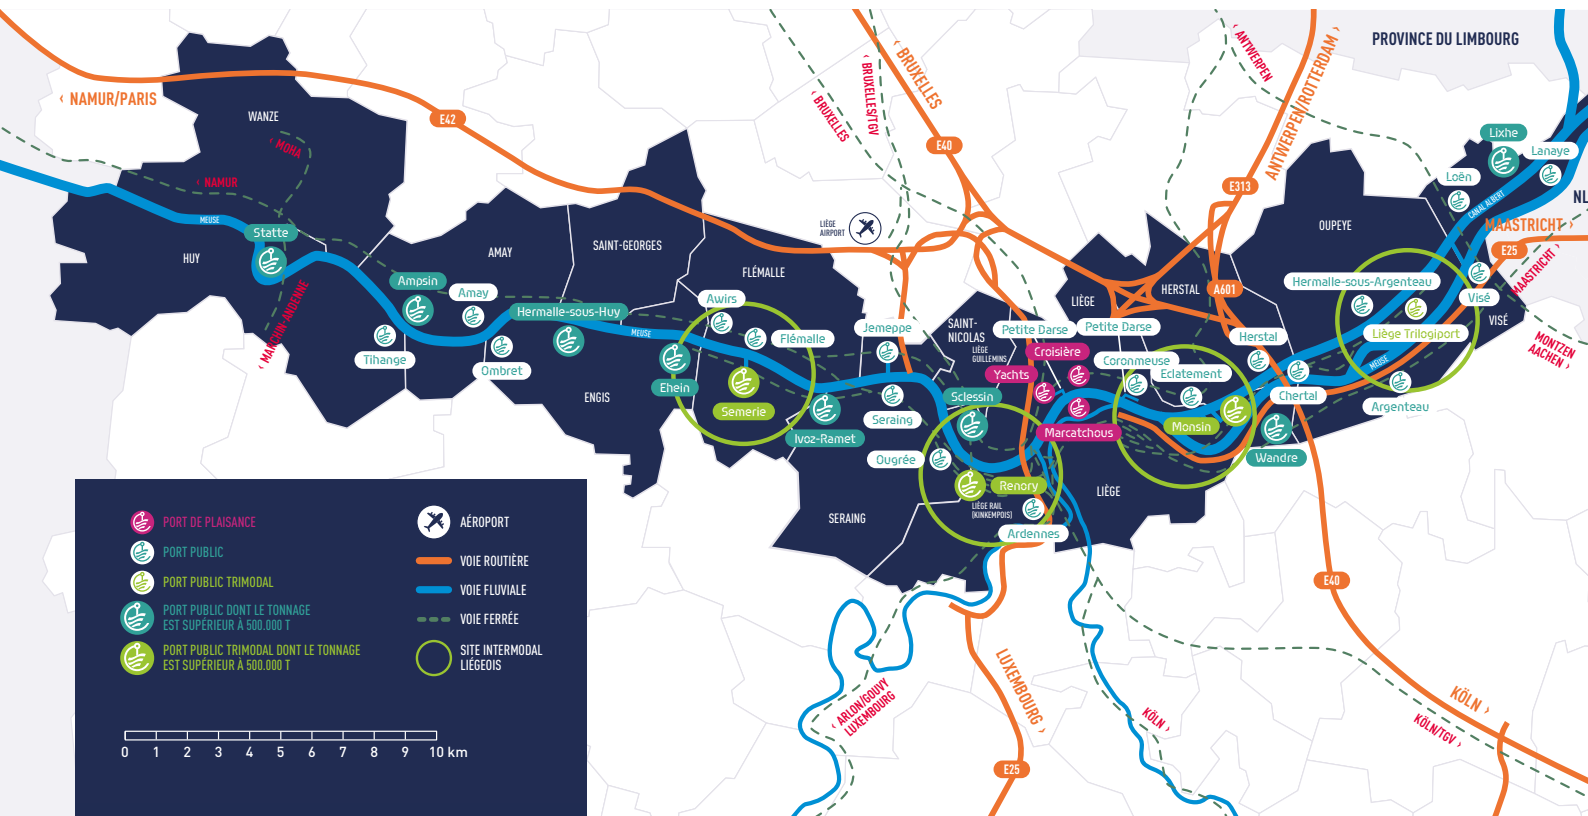 PROVINCE DU LIMBOURG
‹ NAMUR/PARIS
WANZE
E42
‹ MOHA
‹ NAMUR
MEUSE
Statte
HUY
‹ MARCHIN-ANDENNE
AMAY
SAINT-GEORGES
Ampsin
Amay
Hermalle-sous-Huy
Tihange
Ombret
ENGIS
MEUSE
FLÉMALLE
Awirs
Flémalle
Ehein
Semerie
Ivoz-Ramet
SERAING
‹ BRUXELLES
‹ BRUXELLES/TGV
‹ BRUXELLES
E40
LIÈGE
AIRPORT
Jemeppe
Seraing
Ougrée
SAINT-
NICOLAS
LIÈGE
GUILLEMINS
Sclessin
Renory
LIÈGE RAIL
(KINKEMPOIS)
Ardennes
Petite Darse
Croisière
Yachts
Marcatchous
LIÈGE
Petite Darse
Coronmeuse
Eclatement
Monsin
Wandre
LIÈGE
HERSTAL
A601
E313
‹ ANTWERPEN
ANTWERPEN/ROTTERDAM ›
Herstal
Chertal
OUPEYE
Hermalle-sous-Argenteau
Liège Trilogiport
MEUSE
Argenteau
Visé
VISÉ
Lixhe
Lanaye
Loën
CANAL ALBERT
NL
MAASTRICHT ›
E25
MAASTRICHT ›
MONTZEN
AACHEN ›
E40
KÖLN ›
KÖLN/TGV ›
KÖLN ›
LUXEMBOURG ›
E25
‹ ARLON/GOUVY
LUXEMBOURG
PORT DE PLAISANCE
PORT PUBLIC
PORT PUBLIC TRIMODAL
PORT PUBLIC DONT LE TONNAGE
EST SUPÉRIEUR À 500.000 T
PORT PUBLIC TRIMODAL DONT LE TONNAGE
EST SUPÉRIEUR À 500.000 T
AÉROPORT
VOIE ROUTIÈRE
VOIE FLUVIALE
VOIE FERRÉE
SITE INTERMODAL
LIÉGEOIS
0 1 2 3 4 5 6 7 8 9 10 km